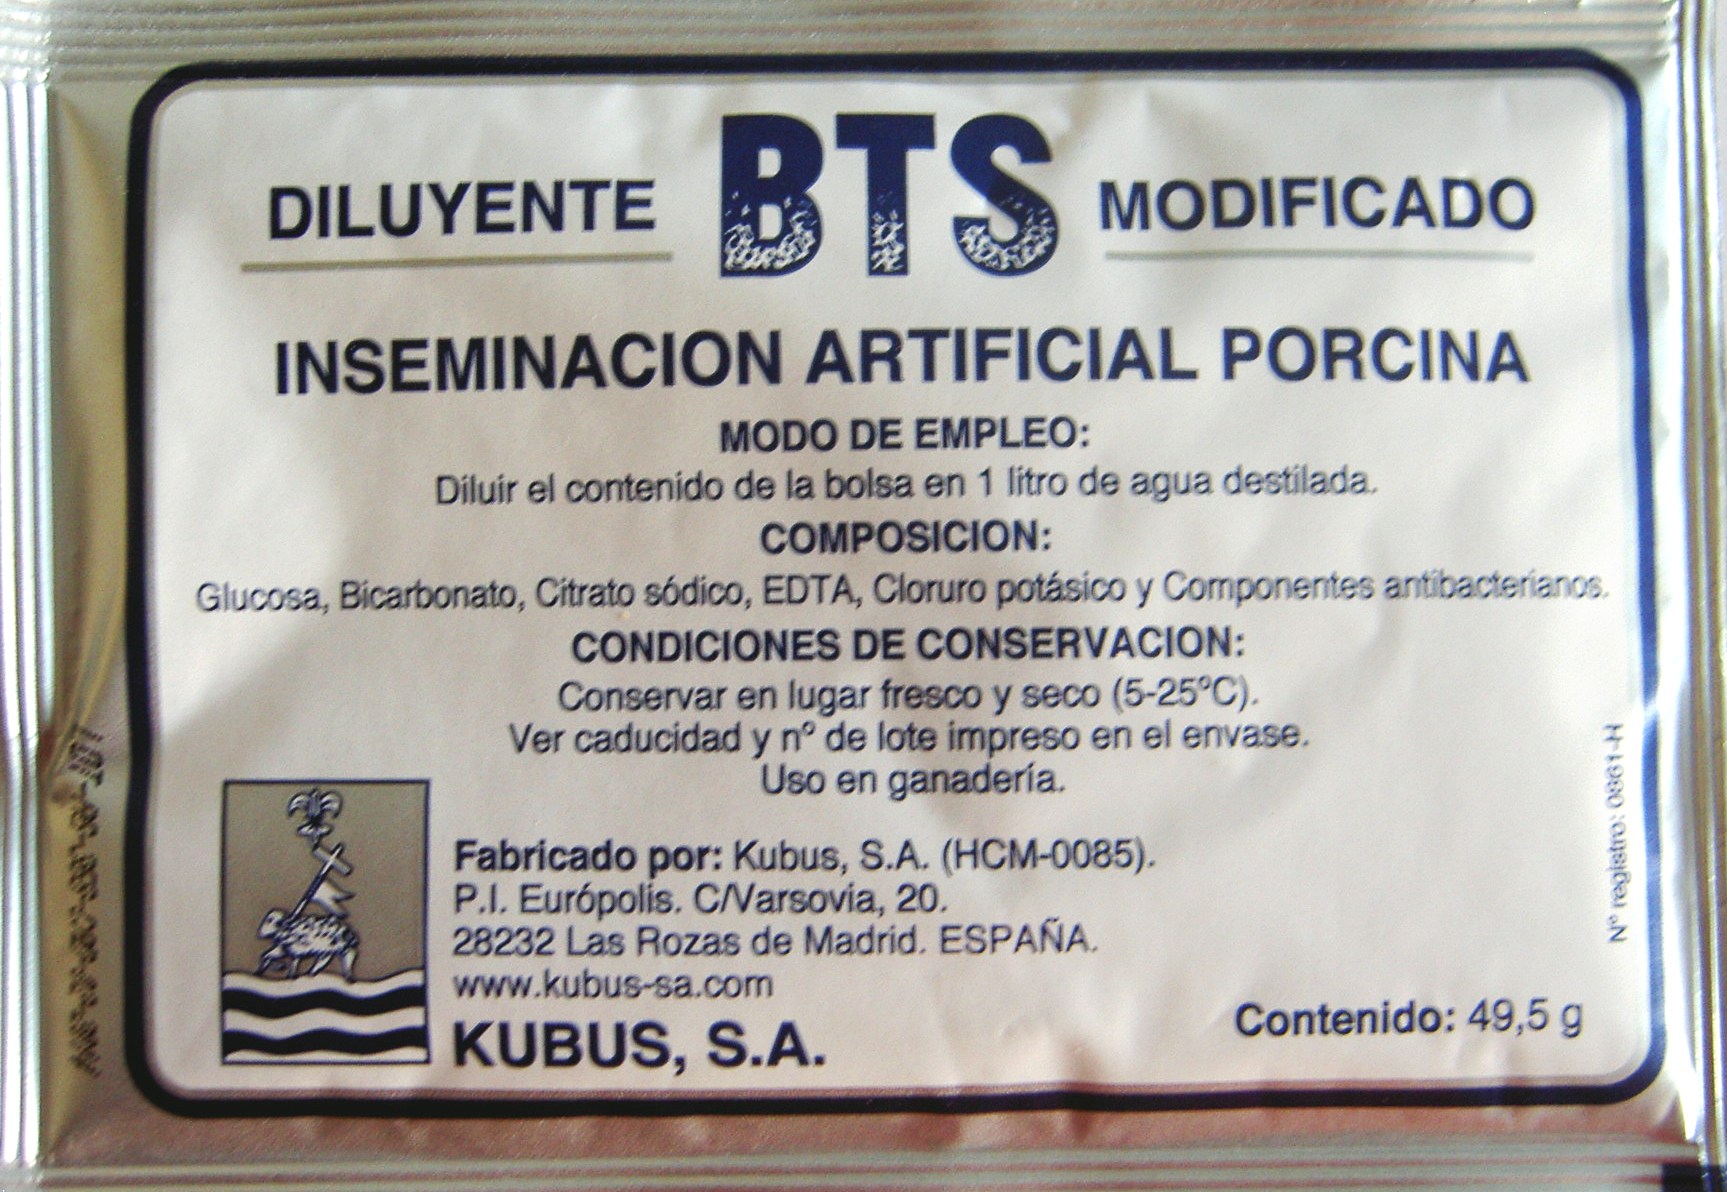 DILUYENTE BTS MODIFICADO
INSEMINACION ARTIFICIAL PORCINA
MODO DE EMPLEO:
Diluir el contenido de la bolsa en 1 litro de agua destilada.
COMPOSICION:
Glucosa, Bicarbonato, Citrato sódico, EDTA, Cloruro potásico y Componentes antibacterianos.
CONDICIONES DE CONSERVACION:
Conservar en lugar fresco y seco (5-25ºC).
Ver caducidad y nº de lote impreso en el envase.
Uso en ganadería.
Fabricado por: Kubus, S.A. (HCM-0085).
P.I. Európolis. C/Varsovia, 20.
28232 Las Rozas de Madrid. ESPAÑA.
www.kubus-sa.com
KUBUS, S.A.
Contenido: 49,5 g
Nº registro: 0861-H